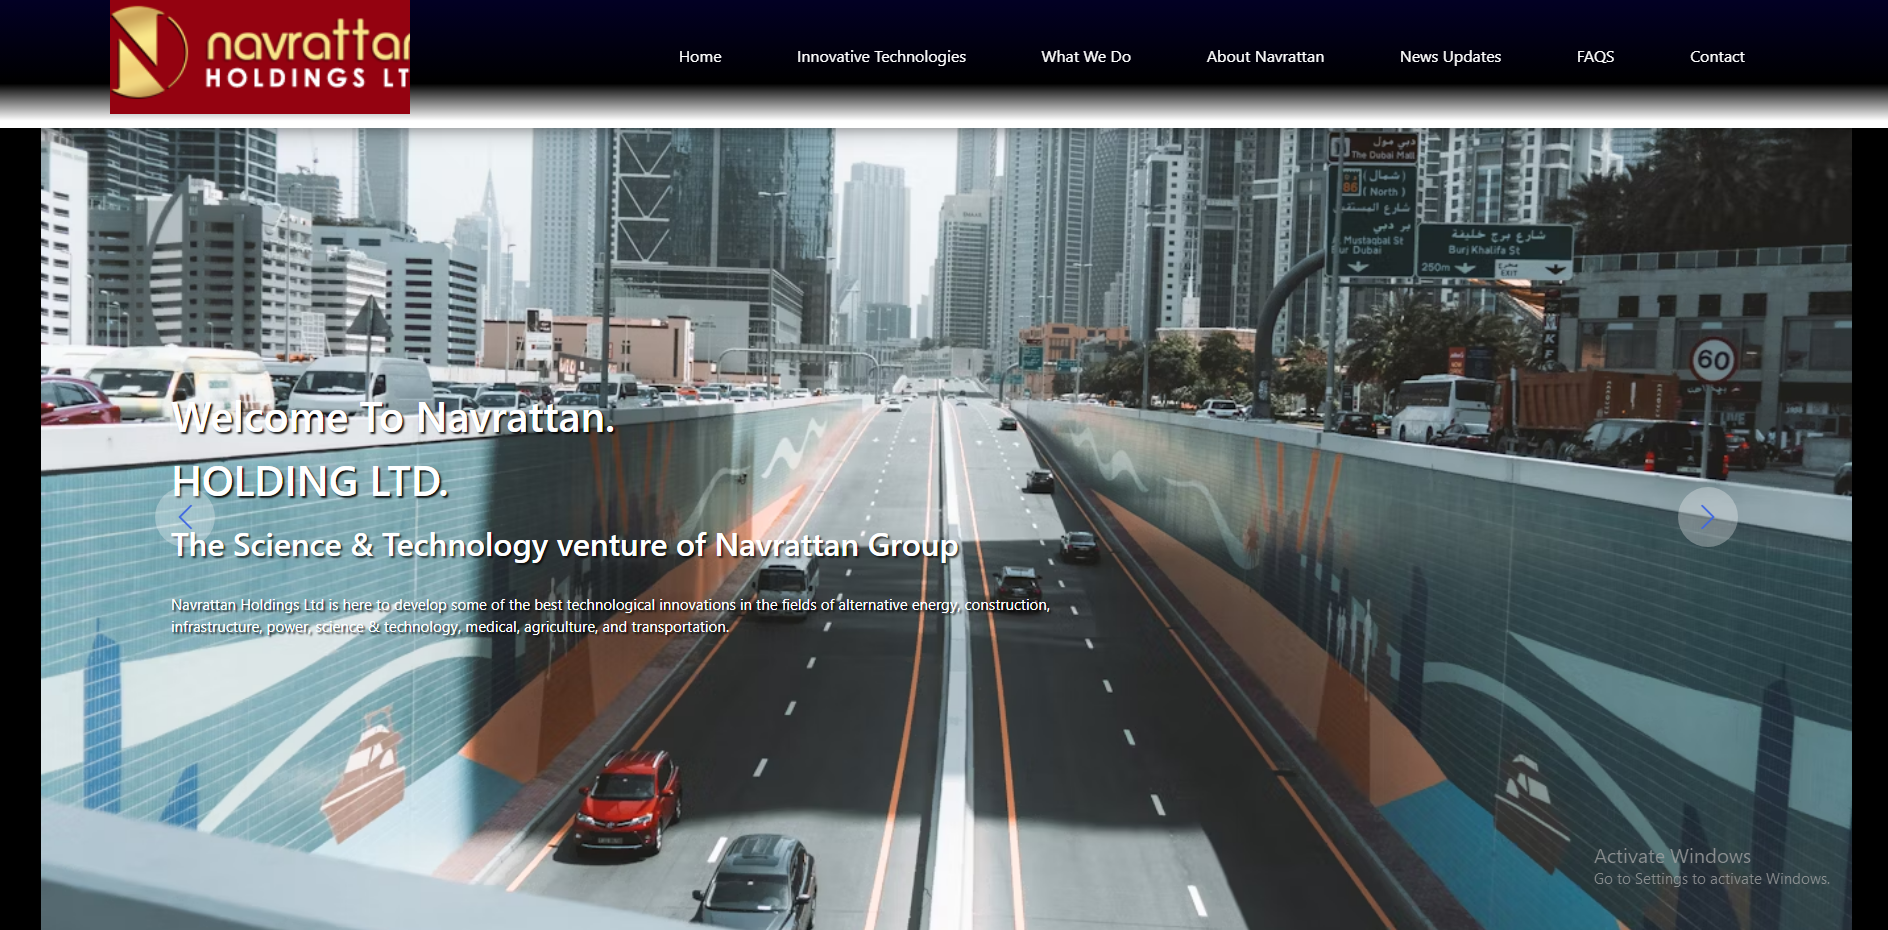 navrattan
HOLDINGS LT
Home
Innovative Technologies
What We Do
About Navrattan
News Updates
FAQS
Contact
دبي مول
The Dubai Mall
(شمال)
86
( North )
شارع المستقبل
بر دبي
Al Mustaqbal St
Bur Dubai
شارع برج خليفة
Burj Khalifa St
250m
مخرج
EXIT
60
LIVE
Welcome To Navrattan.
HOLDING LTD.
The Science & Technology venture of Navrattan Group
Navrattan Holdings Ltd is here to develop some of the best technological innovations in the fields of alternative energy, construction,
infrastructure, power, science & technology, medical, agriculture, and transportation.
Activate Windows
Go to Settings to activate Windows.